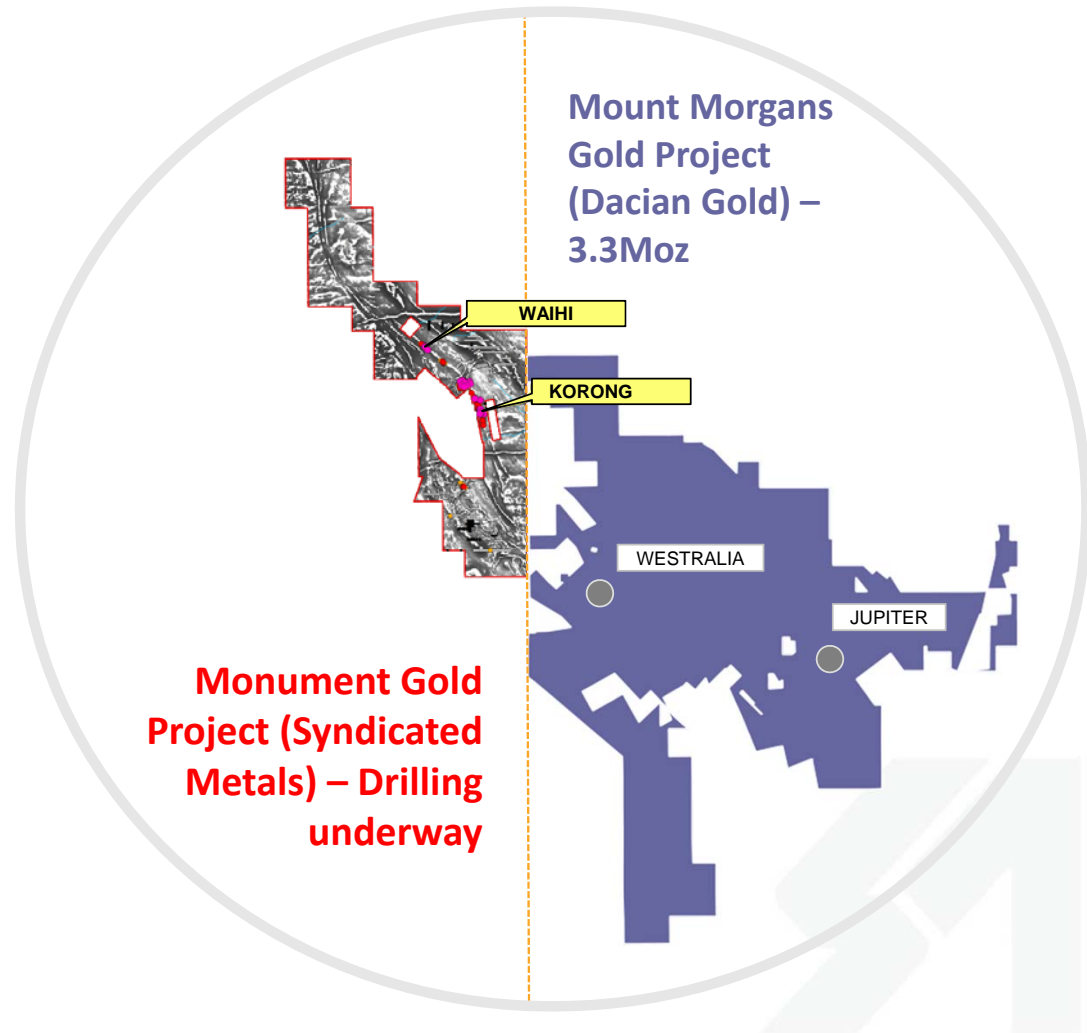 Mount Morgans
Gold Project
(Dacian Gold) –
3.3Moz
WAIHI
KORONG
WESTRALIA
JUPITER
Monument Gold
Project (Syndicated
Metals) – Drilling
underway